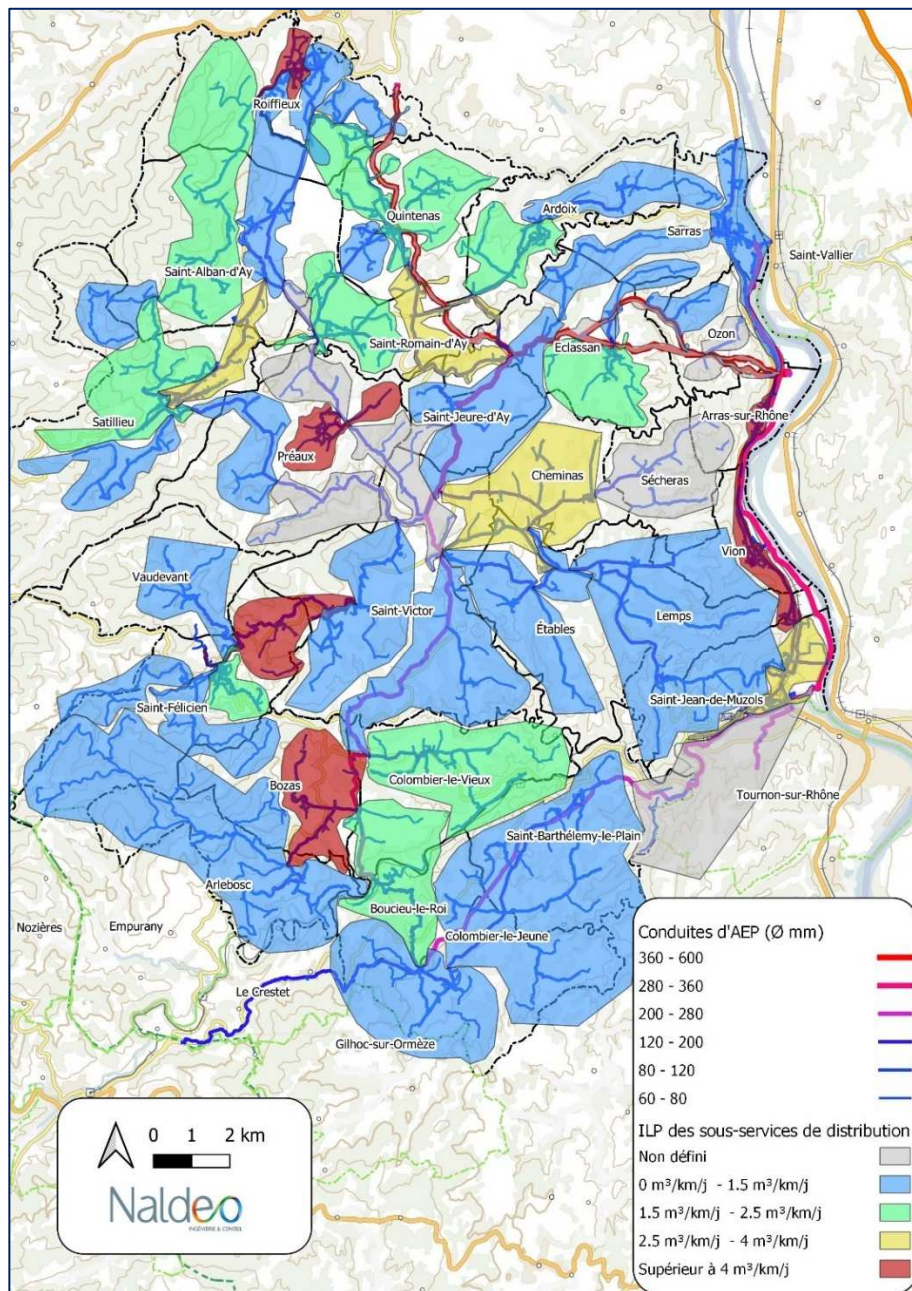 Roiffieux
Quintenas
Ardoix
Sarras
Saint-Vallier
Saint-Alban-d'Ay
Saint-Romain-d'Ay
Eclassan
Ozon
Satillieu
Saint-Jeure-d'Ay
Arras-sur-Rhône
Préaux
Cheminas
Sécheras
Vion
Vaudevant
Saint-Victor
Étables
Lemps
Saint-Félicien
Saint-Jean-de-Muzols
Bozas
Colombier-le-Vieux
Tournon-sur-Rhône
Saint-Barthélemy-le-Plain
Arlebosc
Boucieu-le-Roi
Nozières
Empurany
Colombier-le-Jeune
Le Crestet
Gilhoc-sur-Ormèze
Conduites d'AEP (Ø mm)
360 - 600
280 - 360
200 - 280
120 - 200
80 - 120
60 - 80
ILP des sous-services de distribution
Non défini
0 m³/km/j - 1.5 m³/km/j
1.5 m³/km/j - 2.5 m³/km/j
2.5 m³/km/j - 4 m³/km/j
Supérieur à 4 m³/km/j
0 1 2 km
Naldeo
INGÉNIERIE & CONSEIL